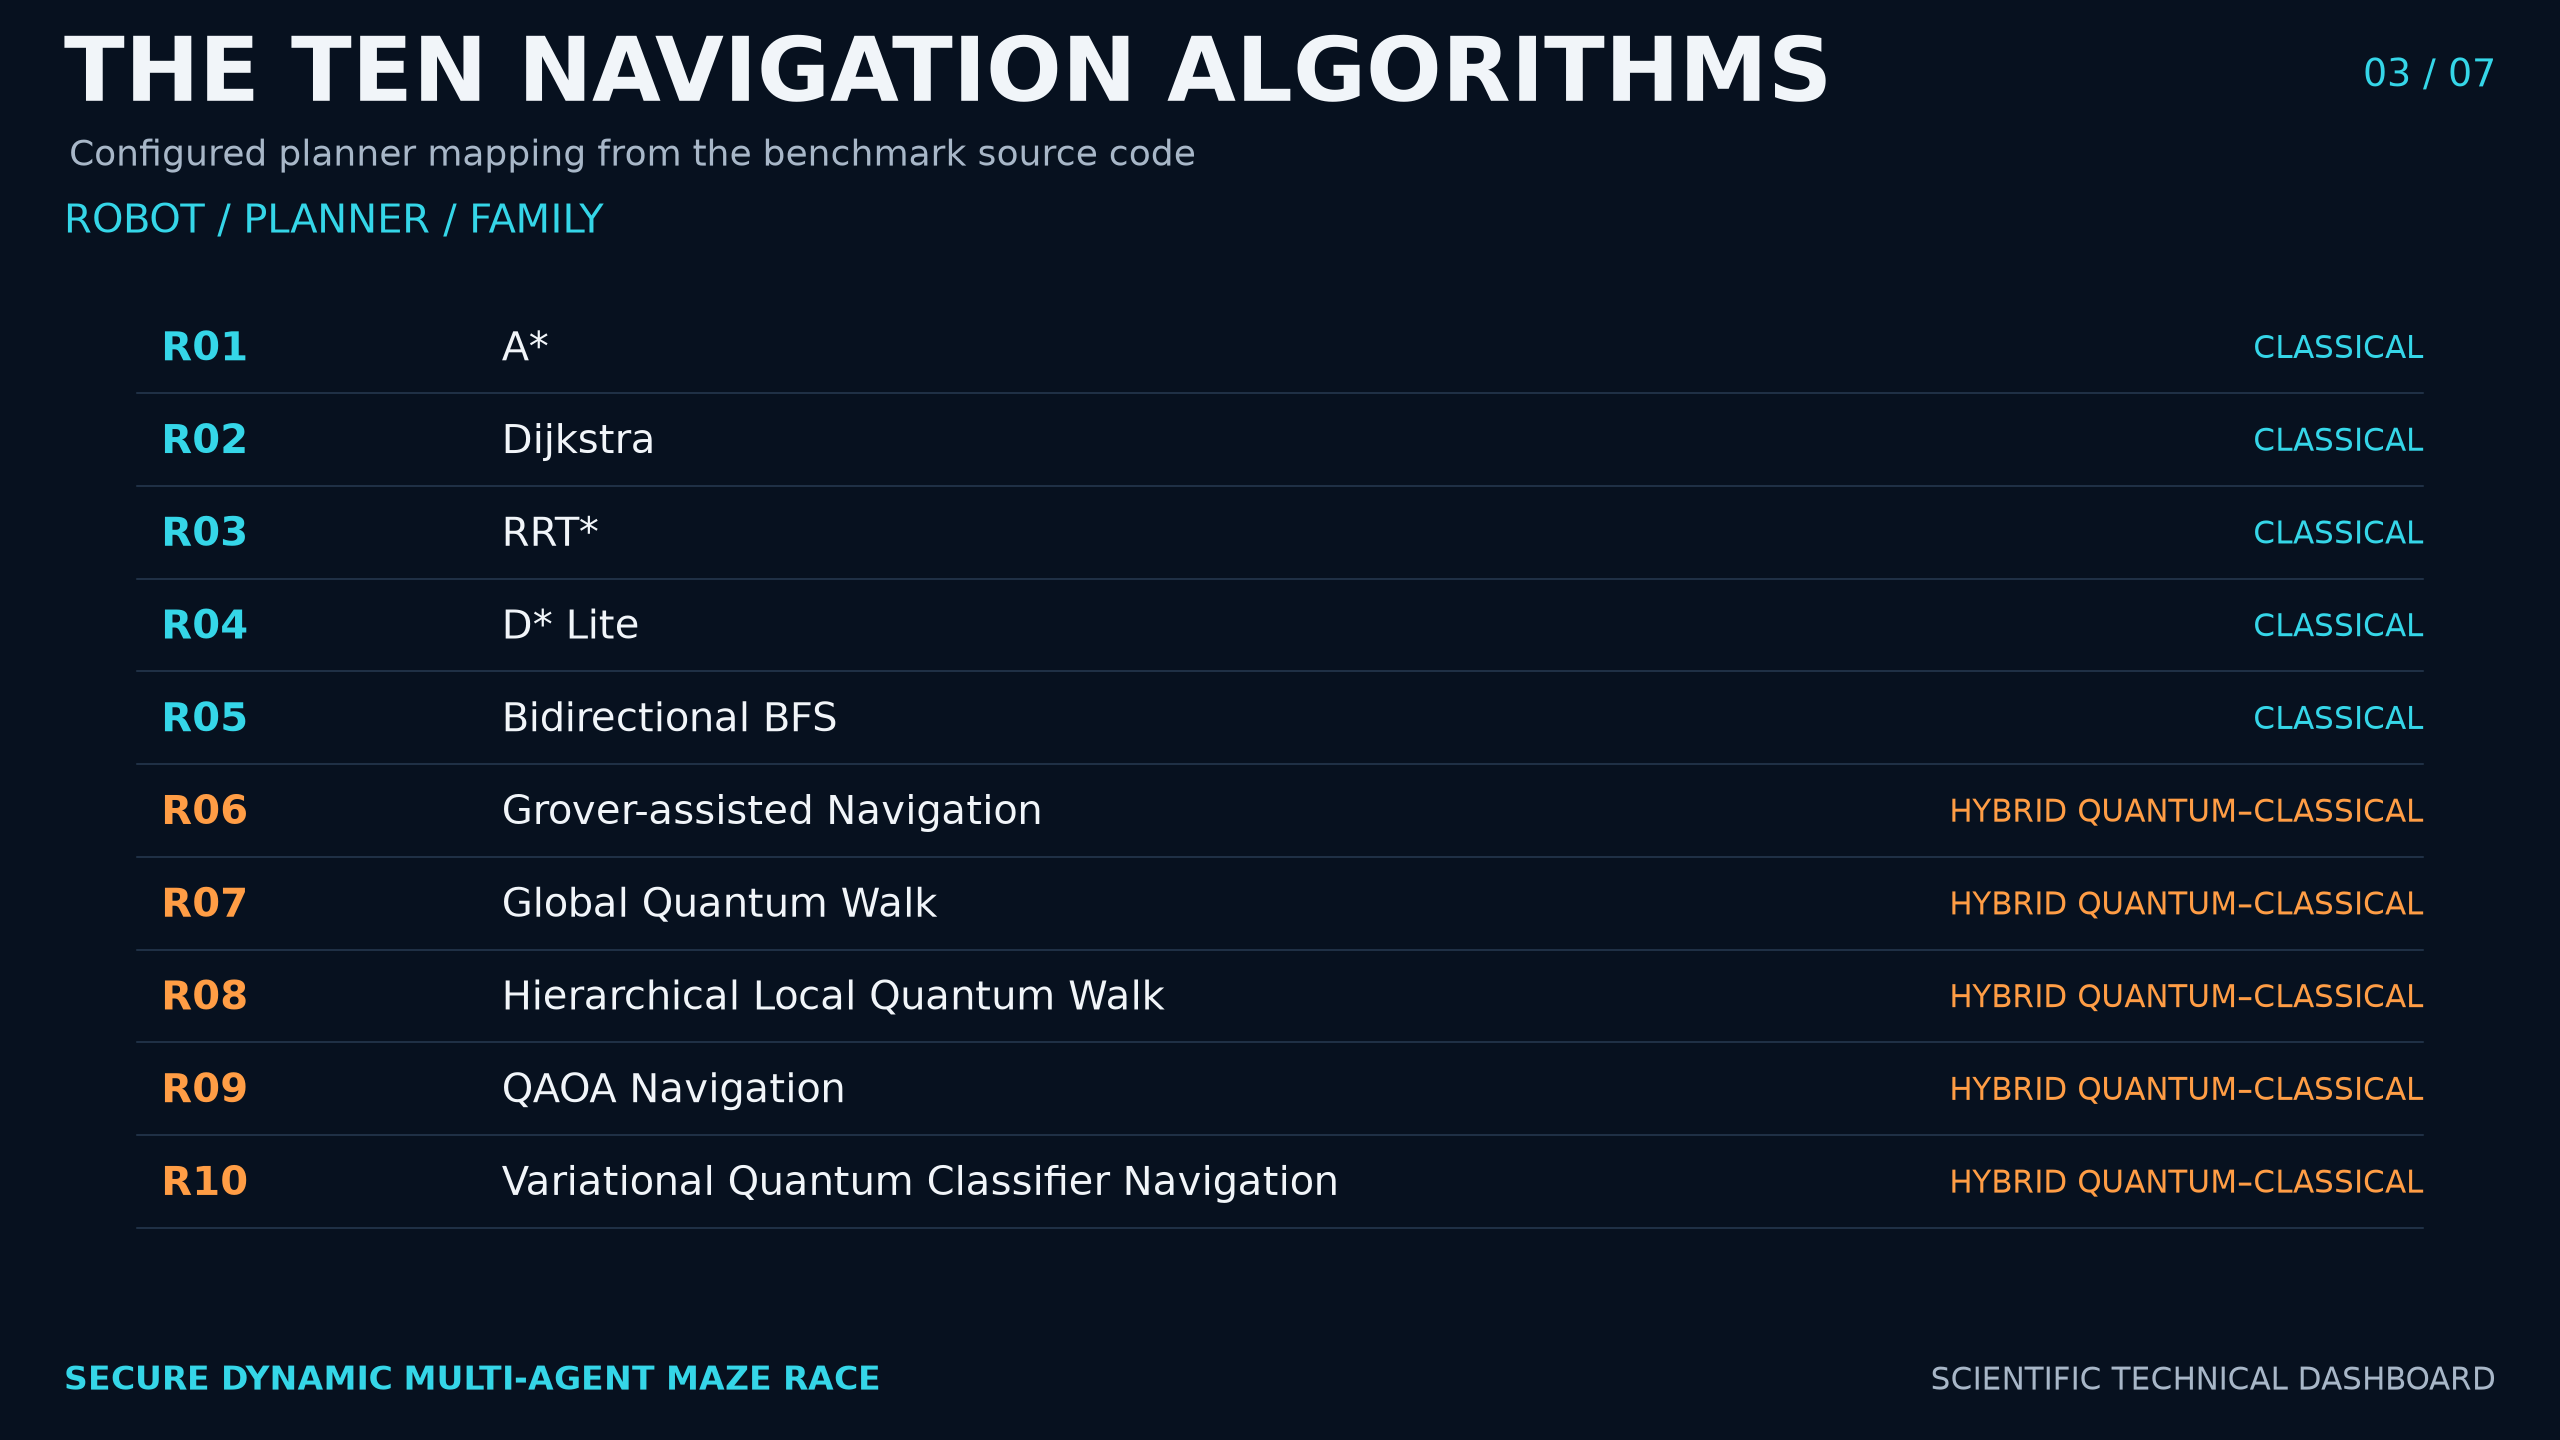 THE TEN NAVIGATION ALGORITHMS
03 / 07
Configured planner mapping from the benchmark source code
ROBOT / PLANNER / FAMILY
R01 A* CLASSICAL
R02 Dijkstra CLASSICAL
R03 RRT* CLASSICAL
R04 D* Lite CLASSICAL
R05 Bidirectional BFS CLASSICAL
R06 Grover-assisted Navigation HYBRID QUANTUM–CLASSICAL
R07 Global Quantum Walk HYBRID QUANTUM–CLASSICAL
R08 Hierarchical Local Quantum Walk HYBRID QUANTUM–CLASSICAL
R09 QAOA Navigation HYBRID QUANTUM–CLASSICAL
R10 Variational Quantum Classifier Navigation HYBRID QUANTUM–CLASSICAL
SECURE DYNAMIC MULTI-AGENT MAZE RACE
SCIENTIFIC TECHNICAL DASHBOARD